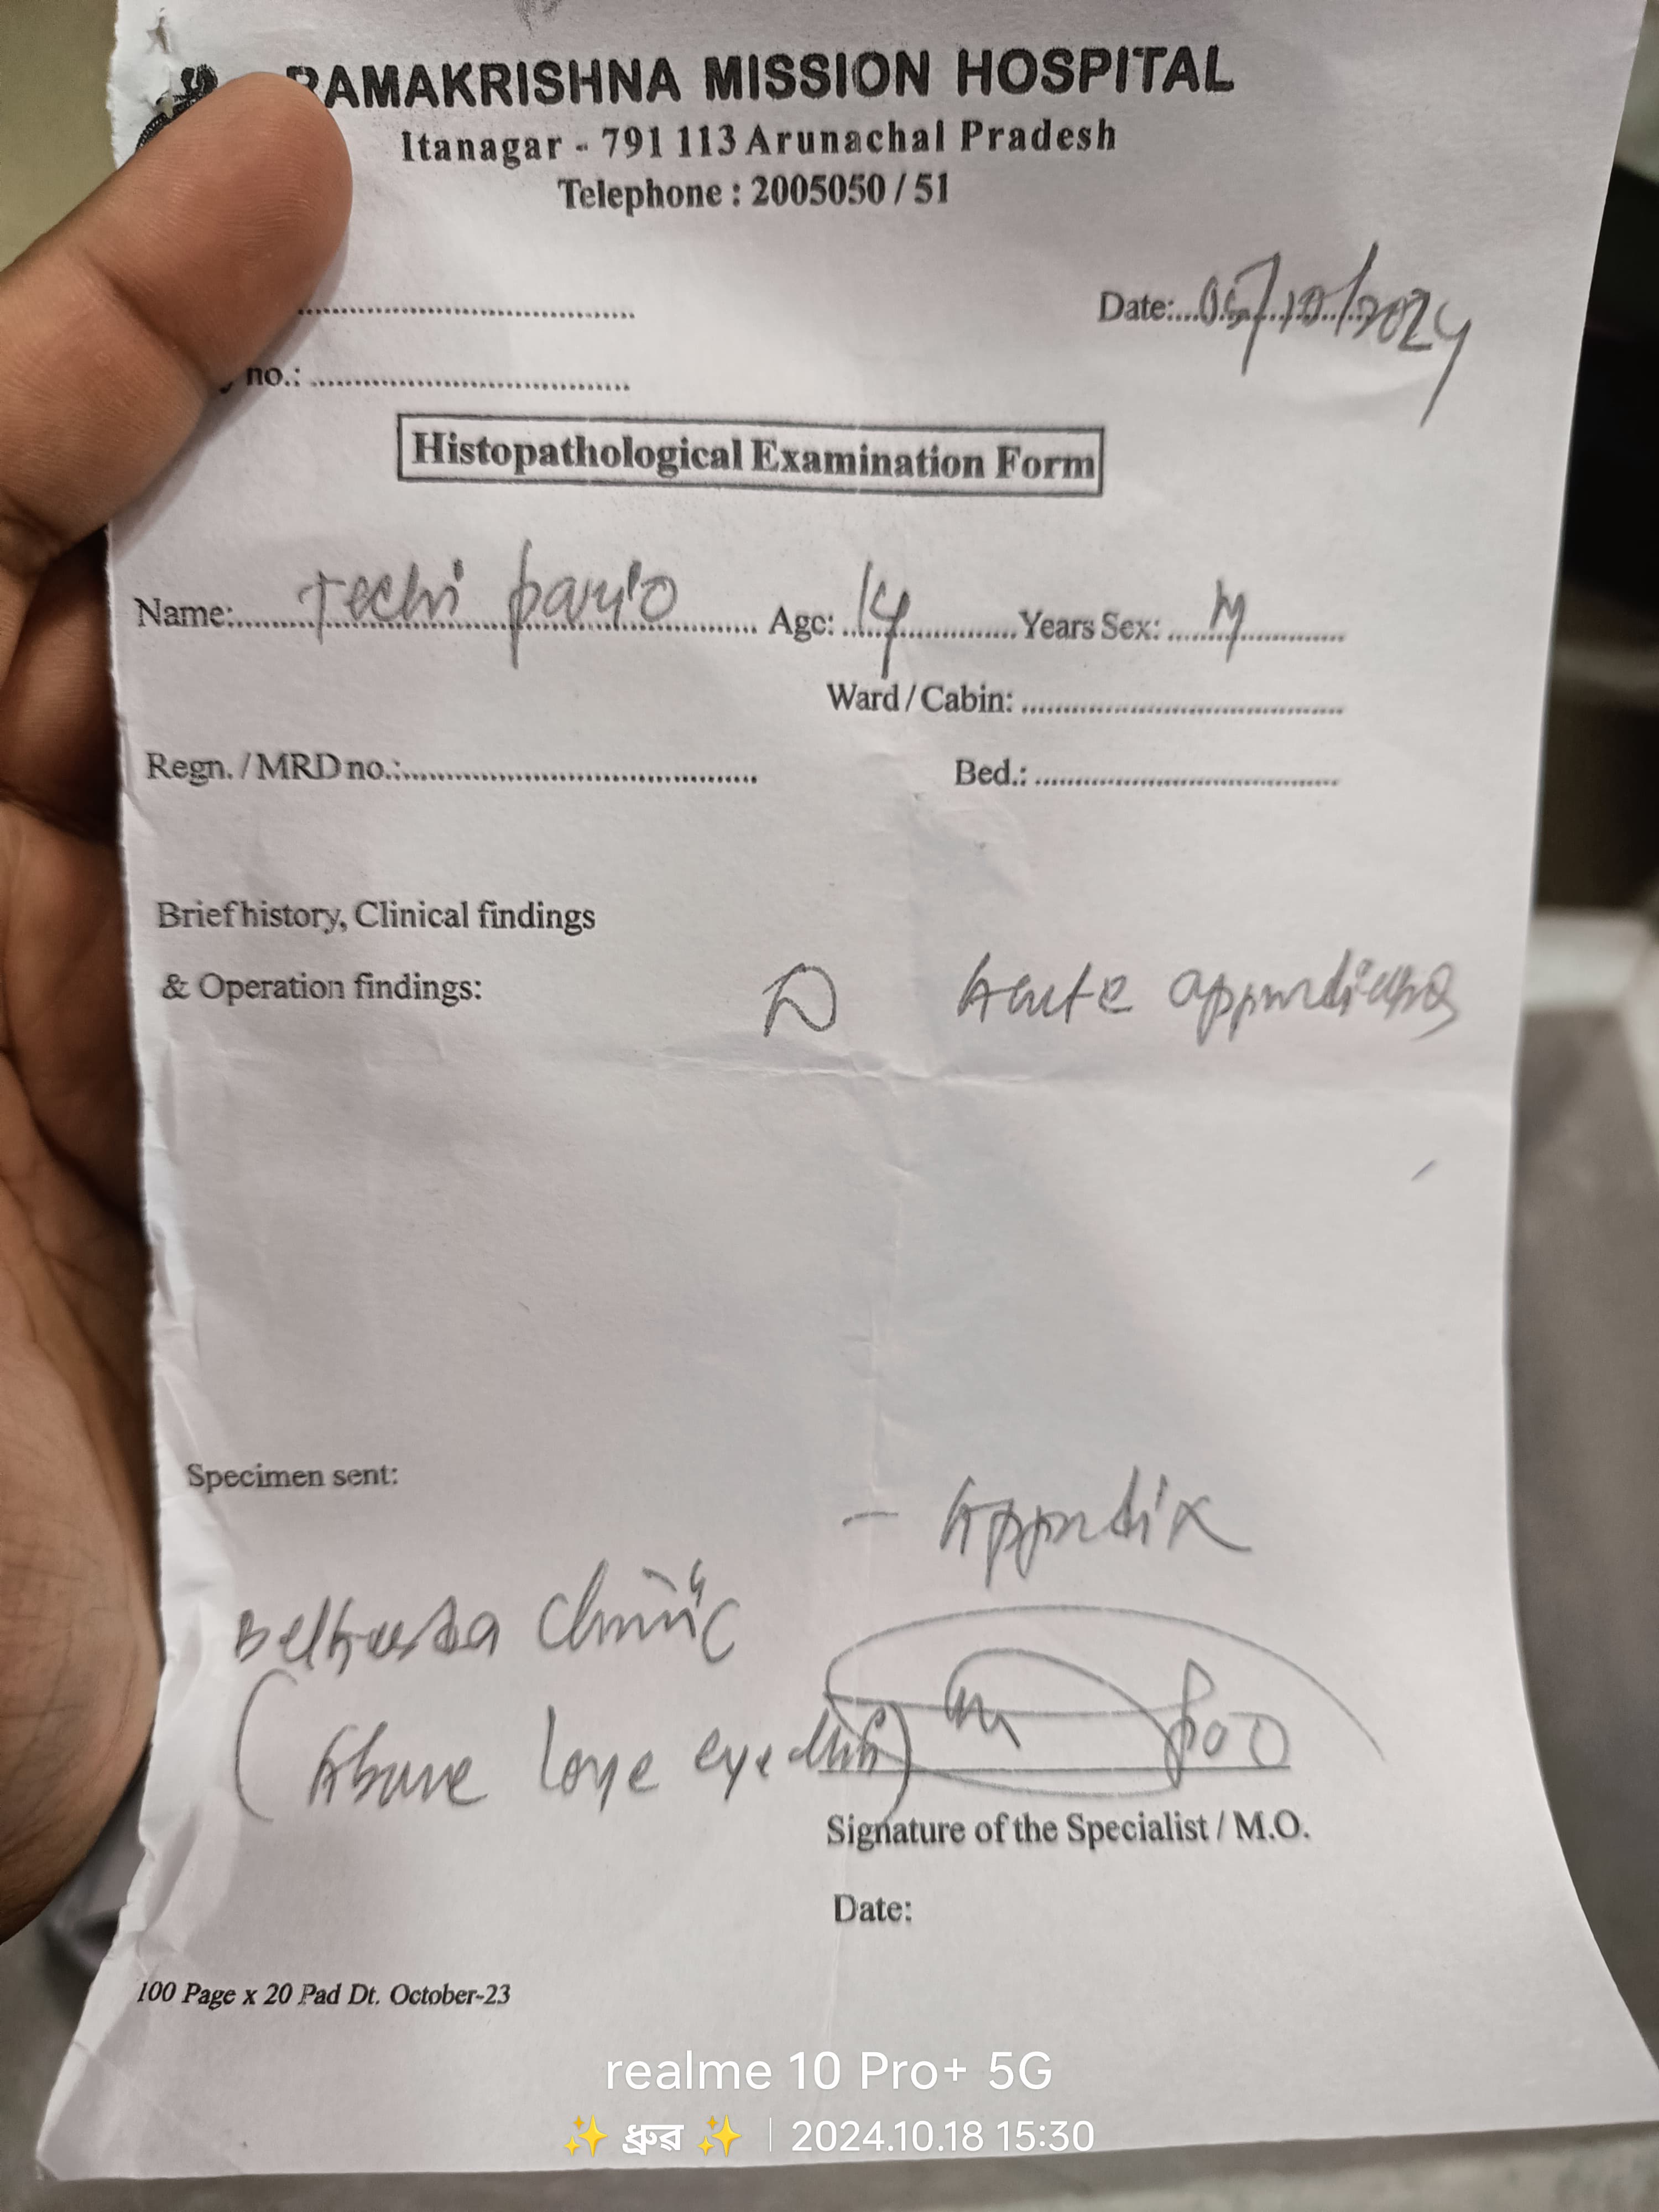 RAMAKRISHNA MISSION HOSPITAL
Itanagar - 791 113 Arunachal Pradesh
Telephone : 2005050 / 51
Date: 05/10/2024
no.:
Histopathological Examination Form
Name: Techi Age: 14 Years Sex: M
Ward / Cabin:
Regn. / MRD no.:
Bed.:
Brief history, Clinical findings
& Operation findings: Acute
Specimen sent:
- Appendix
Clinic
(Above eye
Signature of the Specialist / M.O.
Date:
100 Page x 20 Pad Dt. October-23
realme 10 Pro+ 5G
✨ ধ্ৰুৱ ✨ | 2024.10.18 15:30